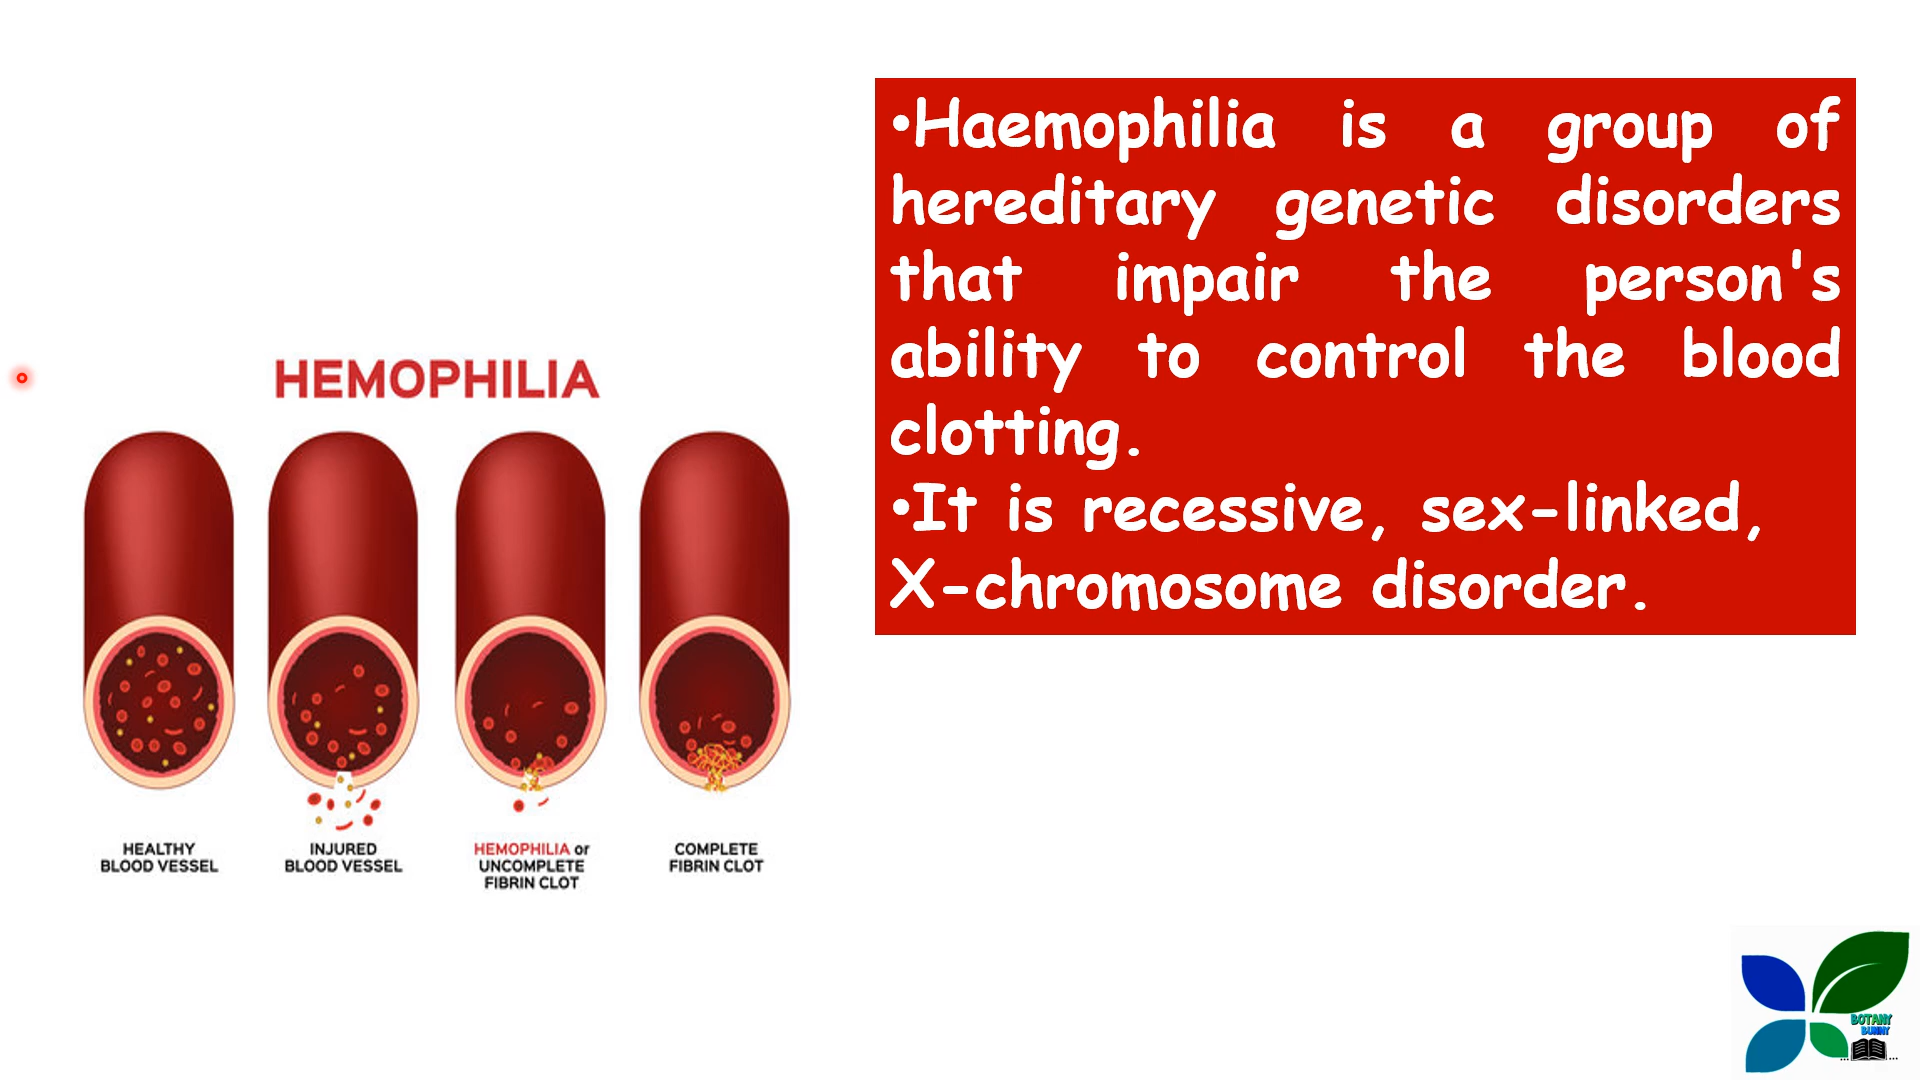 •Haemophilia is a group of
hereditary genetic disorders
that impair the person's
ability to control the blood
clotting.
•It is recessive, sex-linked,
X-chromosome disorder.
HEMOPHILIA
HEALTHY
BLOOD VESSEL
INJURED
BLOOD VESSEL
HEMOPHILIA or
UNCOMPLETE
FIBRIN CLOT
COMPLETE
FIBRIN CLOT
BOTANY
BUNNY